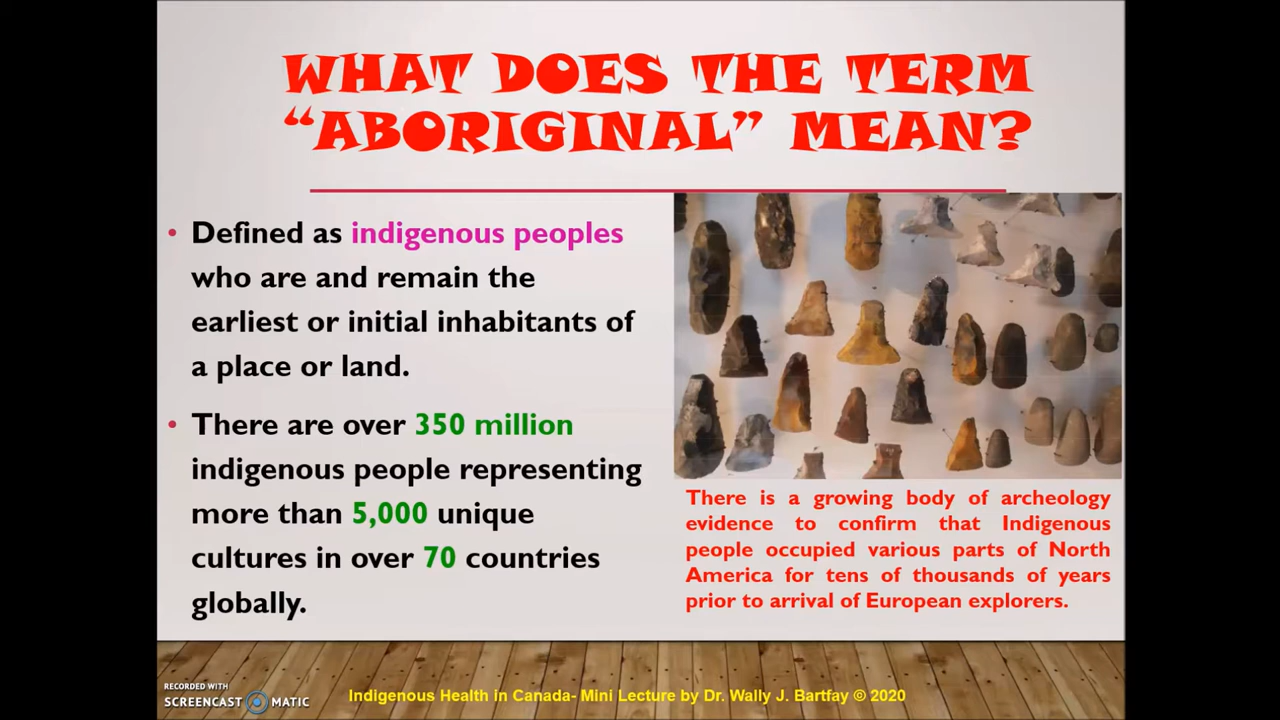 WHAT DOES THE TERM
“ABORIGINAL” MEAN?
• Defined as indigenous peoples
who are and remain the
earliest or initial inhabitants of
a place or land.
• There are over 350 million
indigenous people representing
more than 5,000 unique
cultures in over 70 countries
globally.
There is a growing body of archeology
evidence to confirm that Indigenous
people occupied various parts of North
America for tens of thousands of years
prior to arrival of European explorers.
RECORDED WITH
SCREENCAST MATIC
Indigenous Health in Canada- Mini Lecture by Dr. Wally J. Bartfay © 2020